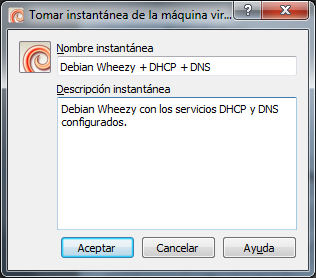 Tomar instantánea de la máquina vir...
Nombre instantánea
Debian Wheezy + DHCP + DNS
Descripción instantánea
Debian Wheezy con los servicios DHCP y DNS
configurados.
Aceptar Cancelar Ayuda